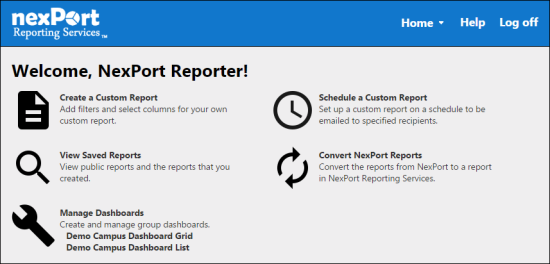 nexPort
Reporting Services™
Home
Help
Log off
Welcome, NexPort Reporter!
Create a Custom Report
Add filters and select columns for your own
custom report.
Schedule a Custom Report
Set up a custom report on a schedule to be
emailed to specified recipients.
View Saved Reports
View public reports and the reports that you
created.
Convert NexPort Reports
Convert the reports from NexPort to a report
in NexPort Reporting Services.
Manage Dashboards
Create and manage group dashboards.
Demo Campus Dashboard Grid
Demo Campus Dashboard List